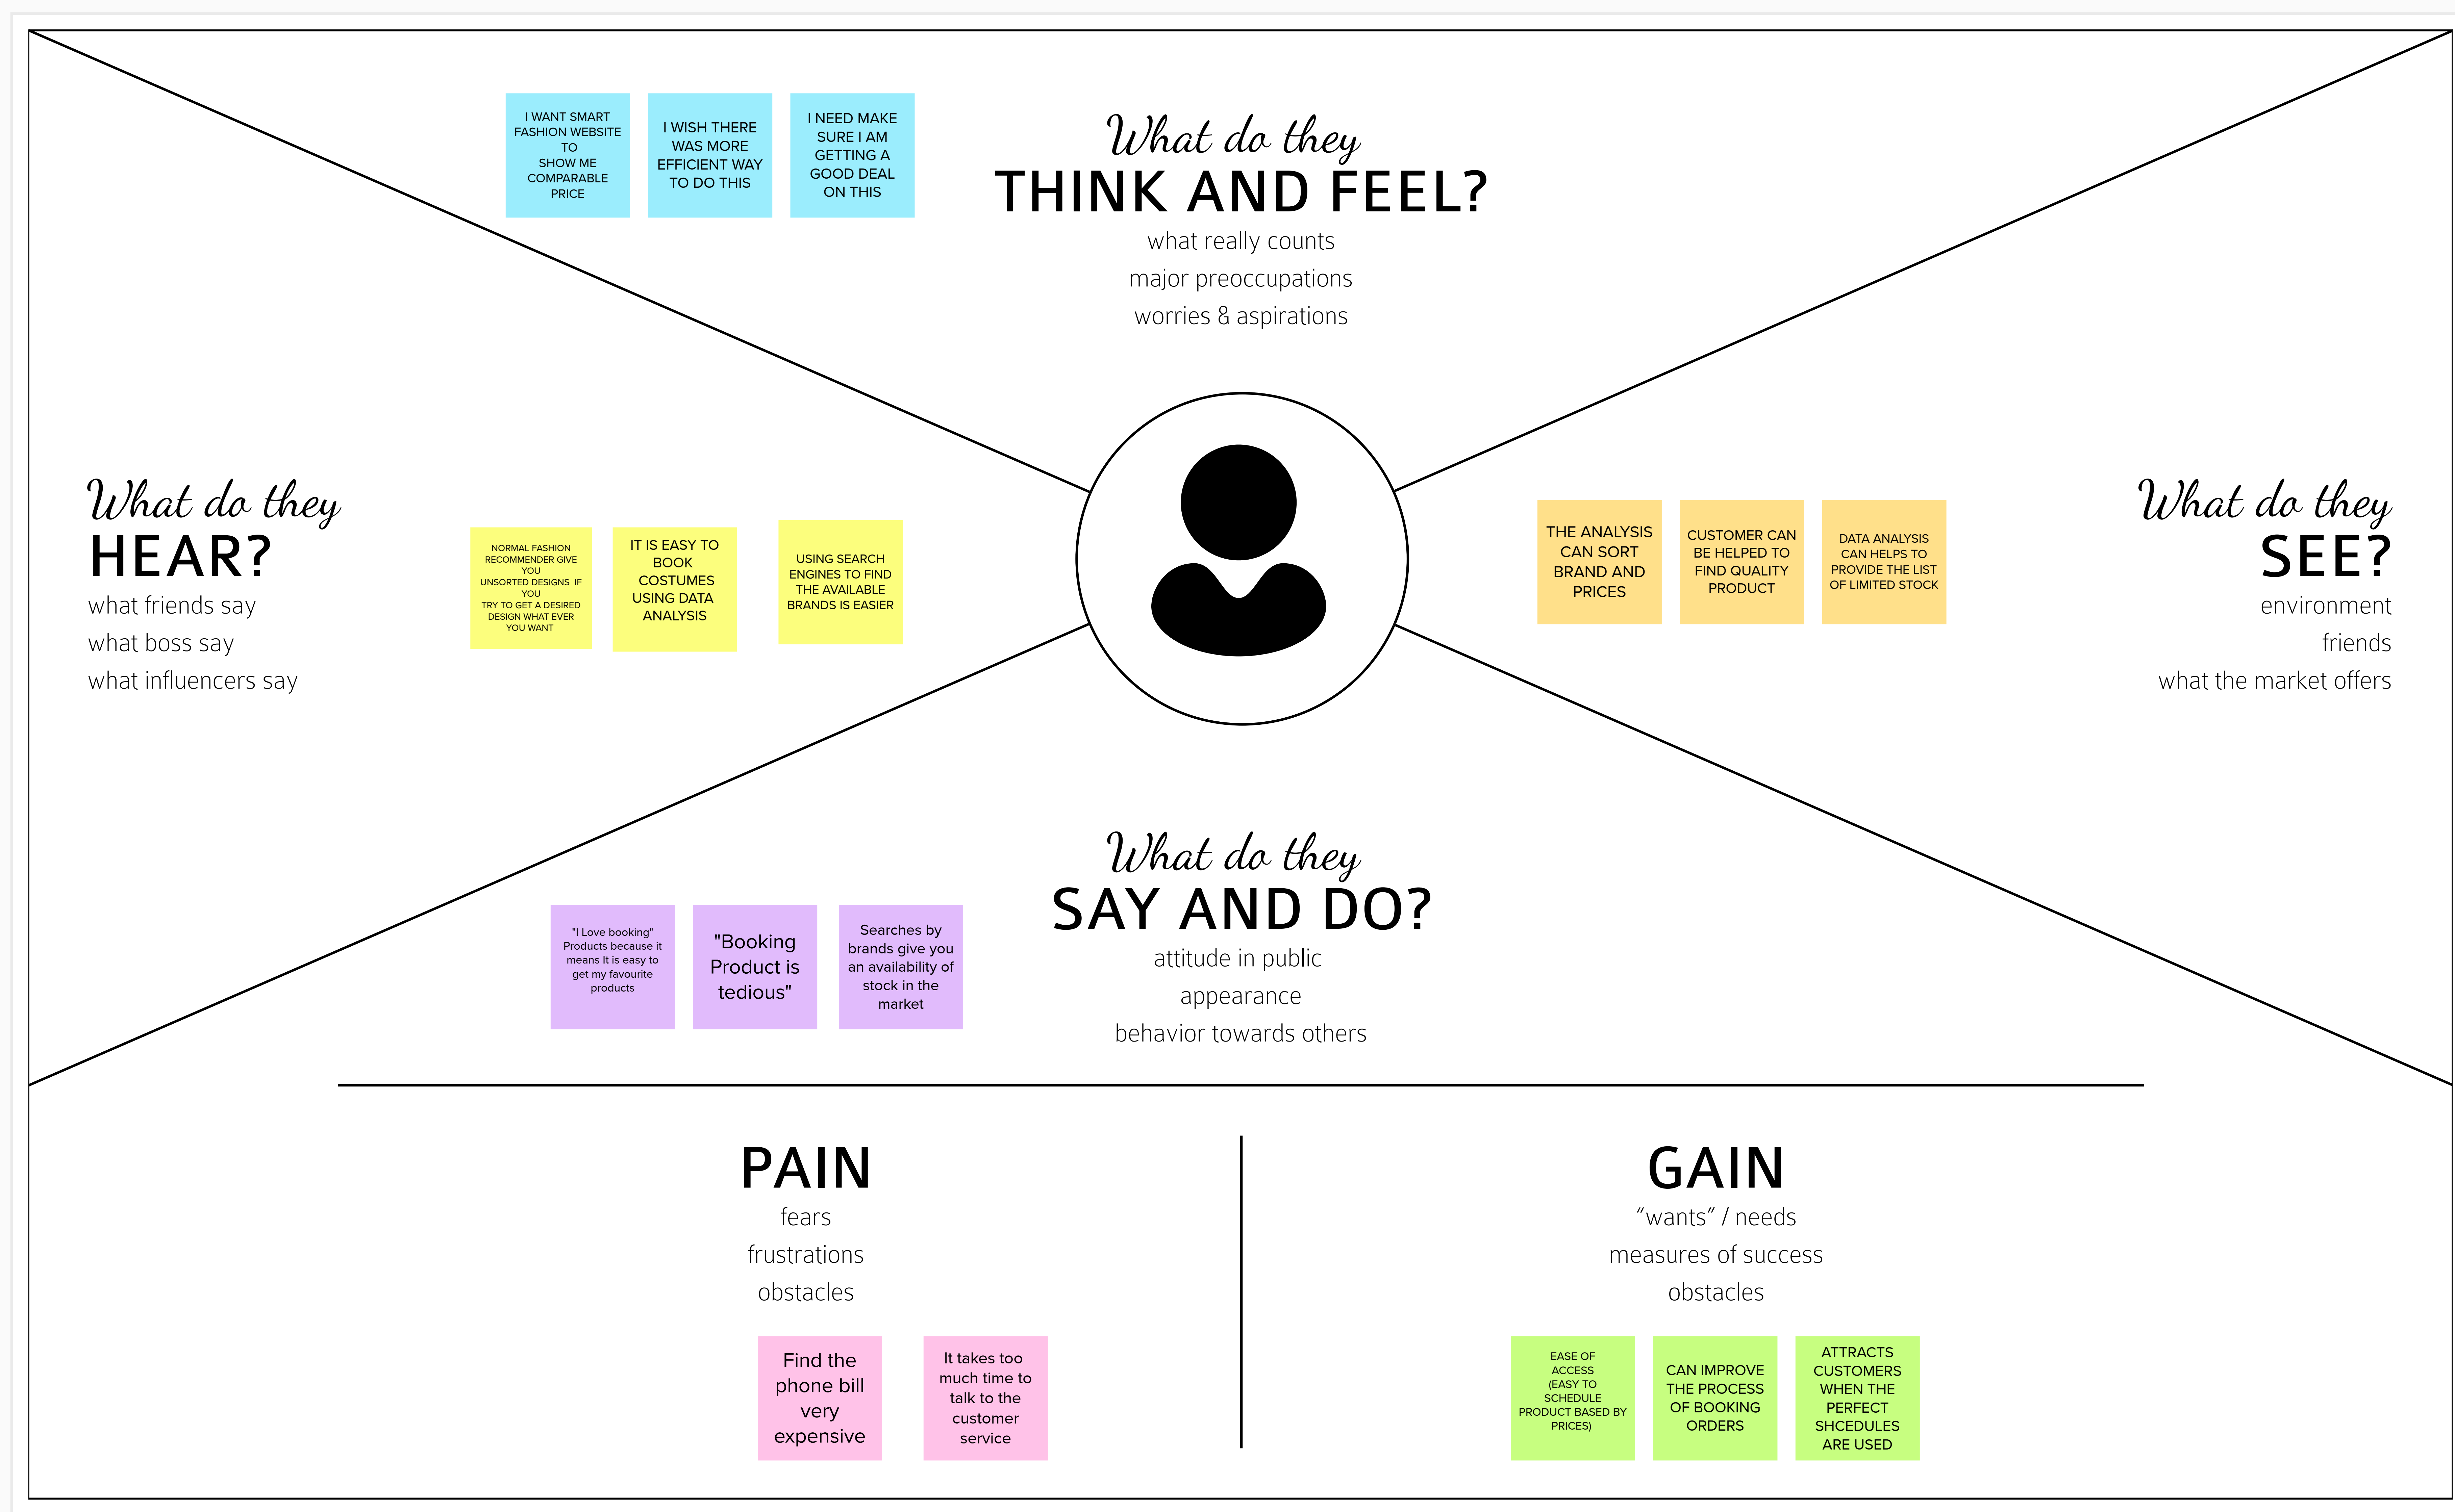 I WANT SMART
FASHION WEBSITE
TO
SHOW ME
COMPARABLE
PRICE
I WISH THERE
WAS MORE
EFFICIENT WAY
TO DO THIS
I NEED MAKE
SURE I AM
GETTING A
GOOD DEAL
ON THIS
What do they
THINK AND FEEL?
what really counts
major preoccupations
worries & aspirations
What do they
HEAR?
what friends say
what boss say
what influencers say
NORMAL FASHION
RECOMMENDER GIVE
YOU
UNSORTED DESIGNS IF
YOU
TRY TO GET A DESIRED
DESIGN WHAT EVER
YOU WANT
IT IS EASY TO
BOOK
COSTUMES
USING DATA
ANALYSIS
USING SEARCH
ENGINES TO FIND
THE AVAILABLE
BRANDS IS EASIER
THE ANALYSIS
CAN SORT
BRAND AND
PRICES
CUSTOMER CAN
BE HELPED TO
FIND QUALITY
PRODUCT
DATA ANALYSIS
CAN HELPS TO
PROVIDE THE LIST
OF LIMITED STOCK
What do they
SEE?
environment
friends
what the market offers
What do they
SAY AND DO?
attitude in public
appearance
behavior towards others
"I Love booking"
Products because it
means It is easy to
get my favourite
products
"Booking
Product is
tedious"
Searches by
brands give you
an availability of
stock in the
market
PAIN
fears
frustrations
obstacles
Find the
phone bill
very
expensive
It takes too
much time to
talk to the
customer
service
GAIN
“wants” / needs
measures of success
obstacles
EASE OF
ACCESS
(EASY TO
SCHEDULE
PRODUCT BASED BY
PRICES)
CAN IMPROVE
THE PROCESS
OF BOOKING
ORDERS
ATTRACTS
CUSTOMERS
WHEN THE
PERFECT
SHCEDULES
ARE USED